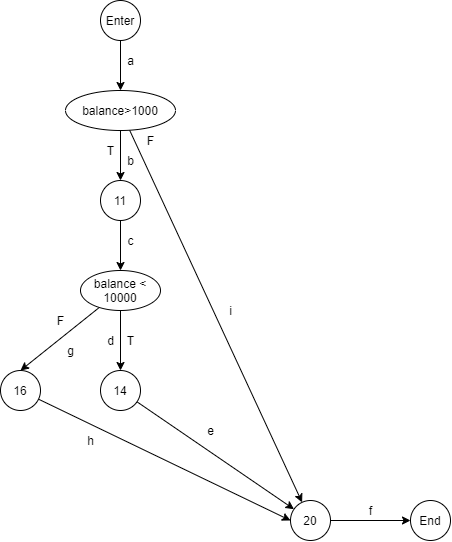 Enter
a
balance>1000
T
F
b
11
c
balance <
10000
F
d
T
g
i
16
14
e
h
f
20
End